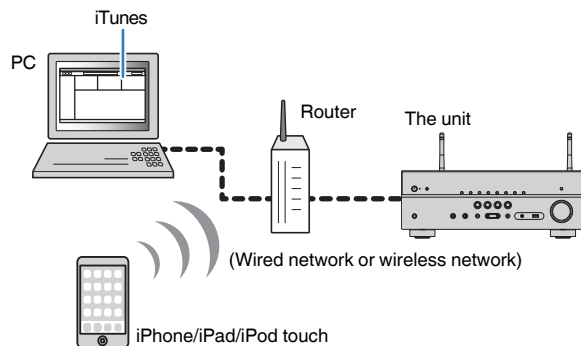 iTunes
PC
Router
The unit
(Wired network or wireless network)
iPhone/iPad/iPod touch